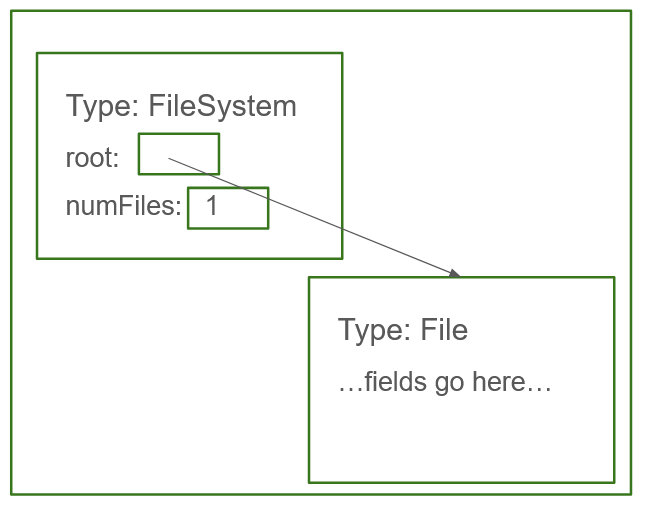 Type: FileSystem
root:
numFiles: 1
Type: File
…fields go here…